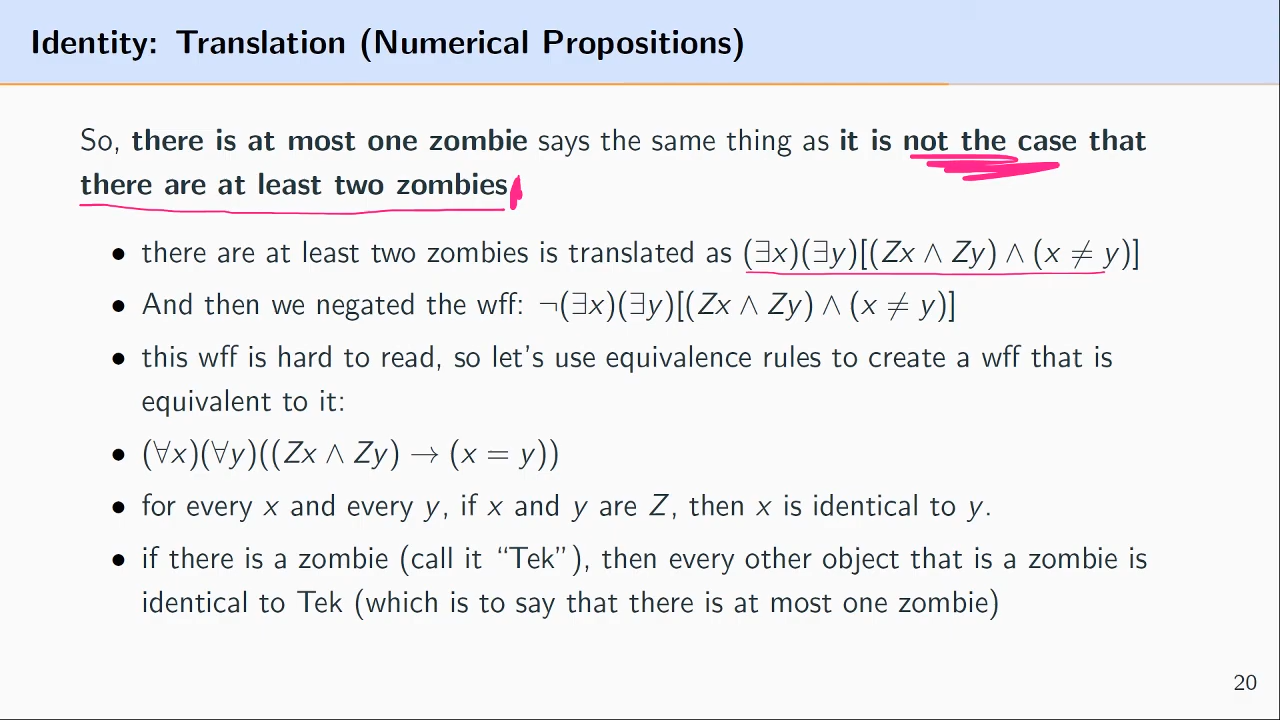 Identity: Translation (Numerical Propositions)
So, there is at most one zombie says the same thing as it is not the case that
there are at least two zombies
• there are at least two zombies is translated as (∃x)(∃y)[(Zx ∧ Zy) ∧ (x ≠ y)]
• And then we negated the wff: ¬(∃x)(∃y)[(Zx ∧ Zy) ∧ (x ≠ y)]
• this wff is hard to read, so let's use equivalence rules to create a wff that is
equivalent to it:
• (∀x)(∀y)((Zx ∧ Zy) → (x = y))
• for every x and every y, if x and y are Z, then x is identical to y.
• if there is a zombie (call it “Tek”), then every other object that is a zombie is
identical to Tek (which is to say that there is at most one zombie)
20